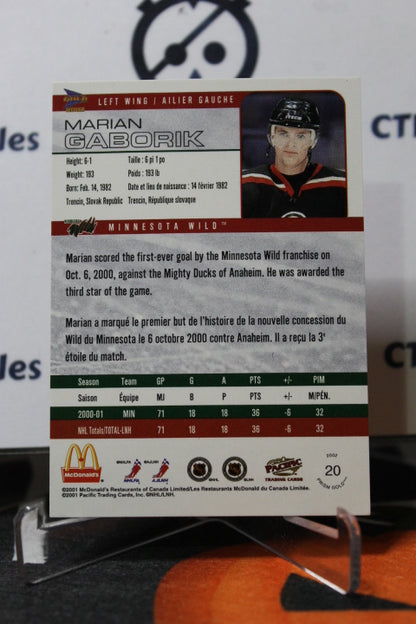 LEFT WING / AILIER GAUCHE
MARIAN
GABORIK
Height: 6-1 Taille : 6 pi 1 po
Weight: 193 Poids : 193 lb
Born: Feb. 14, 1982 Date et lieu de naissance : 14 février 1982
Trencin, Slovak Republic Trencin, République slovaque
MINNESOTA WILD™
Marian scored the first-ever goal by the Minnesota Wild franchise on
Oct. 6, 2000, against the Mighty Ducks of Anaheim. He was awarded the
third star of the game.
Marian a marqué le premier but de l'histoire de la nouvelle concession du
Wild du Minnesota le 6 octobre 2000 contre Anaheim. Il a reçu la 3e
étoile du match.
Season Team GP G A PTS +/- PIM
Saison Équipe MJ B P PTS +/- M/PÉN.
2000-01 MIN 71 18 18 36 -6 32
NHL Totals/TOTAL-LNH 71 18 18 36 -6 32
McDonald's
PACIFIC
TRADING CARDS
20
PRISM GOLD
©2001 McDonald's Restaurants of Canada Limited/Les Restaurants McDonald du Canada Limitée.
©2001 Pacific Trading Cards, Inc. ©NHL/LNH.